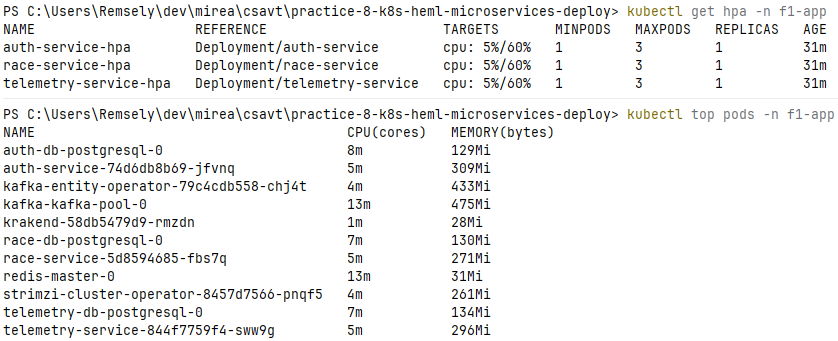 PS C:\Users\Remsely\dev\mirea\csavt\practice-8-k8s-heml-microservices-deploy> kubectl get hpa -n f1-app
NAME REFERENCE TARGETS MINPODS MAXPODS REPLICAS AGE
auth-service-hpa Deployment/auth-service cpu: 5%/60% 1 3 1 31m
race-service-hpa Deployment/race-service cpu: 5%/60% 1 3 1 31m
telemetry-service-hpa Deployment/telemetry-service cpu: 5%/60% 1 3 1 31m
PS C:\Users\Remsely\dev\mirea\csavt\practice-8-k8s-heml-microservices-deploy> kubectl top pods -n f1-app
NAME CPU(cores) MEMORY(bytes)
auth-db-postgresql-0 8m 129Mi
auth-service-74d6db8b69-jfvnq 5m 309Mi
kafka-entity-operator-79c4cdb558-chj4t 4m 433Mi
kafka-kafka-pool-0 13m 475Mi
krakend-58db5479d9-rmzdn 1m 28Mi
race-db-postgresql-0 7m 130Mi
race-service-5d8594685-fbs7q 5m 271Mi
redis-master-0 13m 31Mi
strimzi-cluster-operator-8457d7566-pnqf5 4m 261Mi
telemetry-db-postgresql-0 7m 134Mi
telemetry-service-844f7759f4-sww9g 5m 296Mi